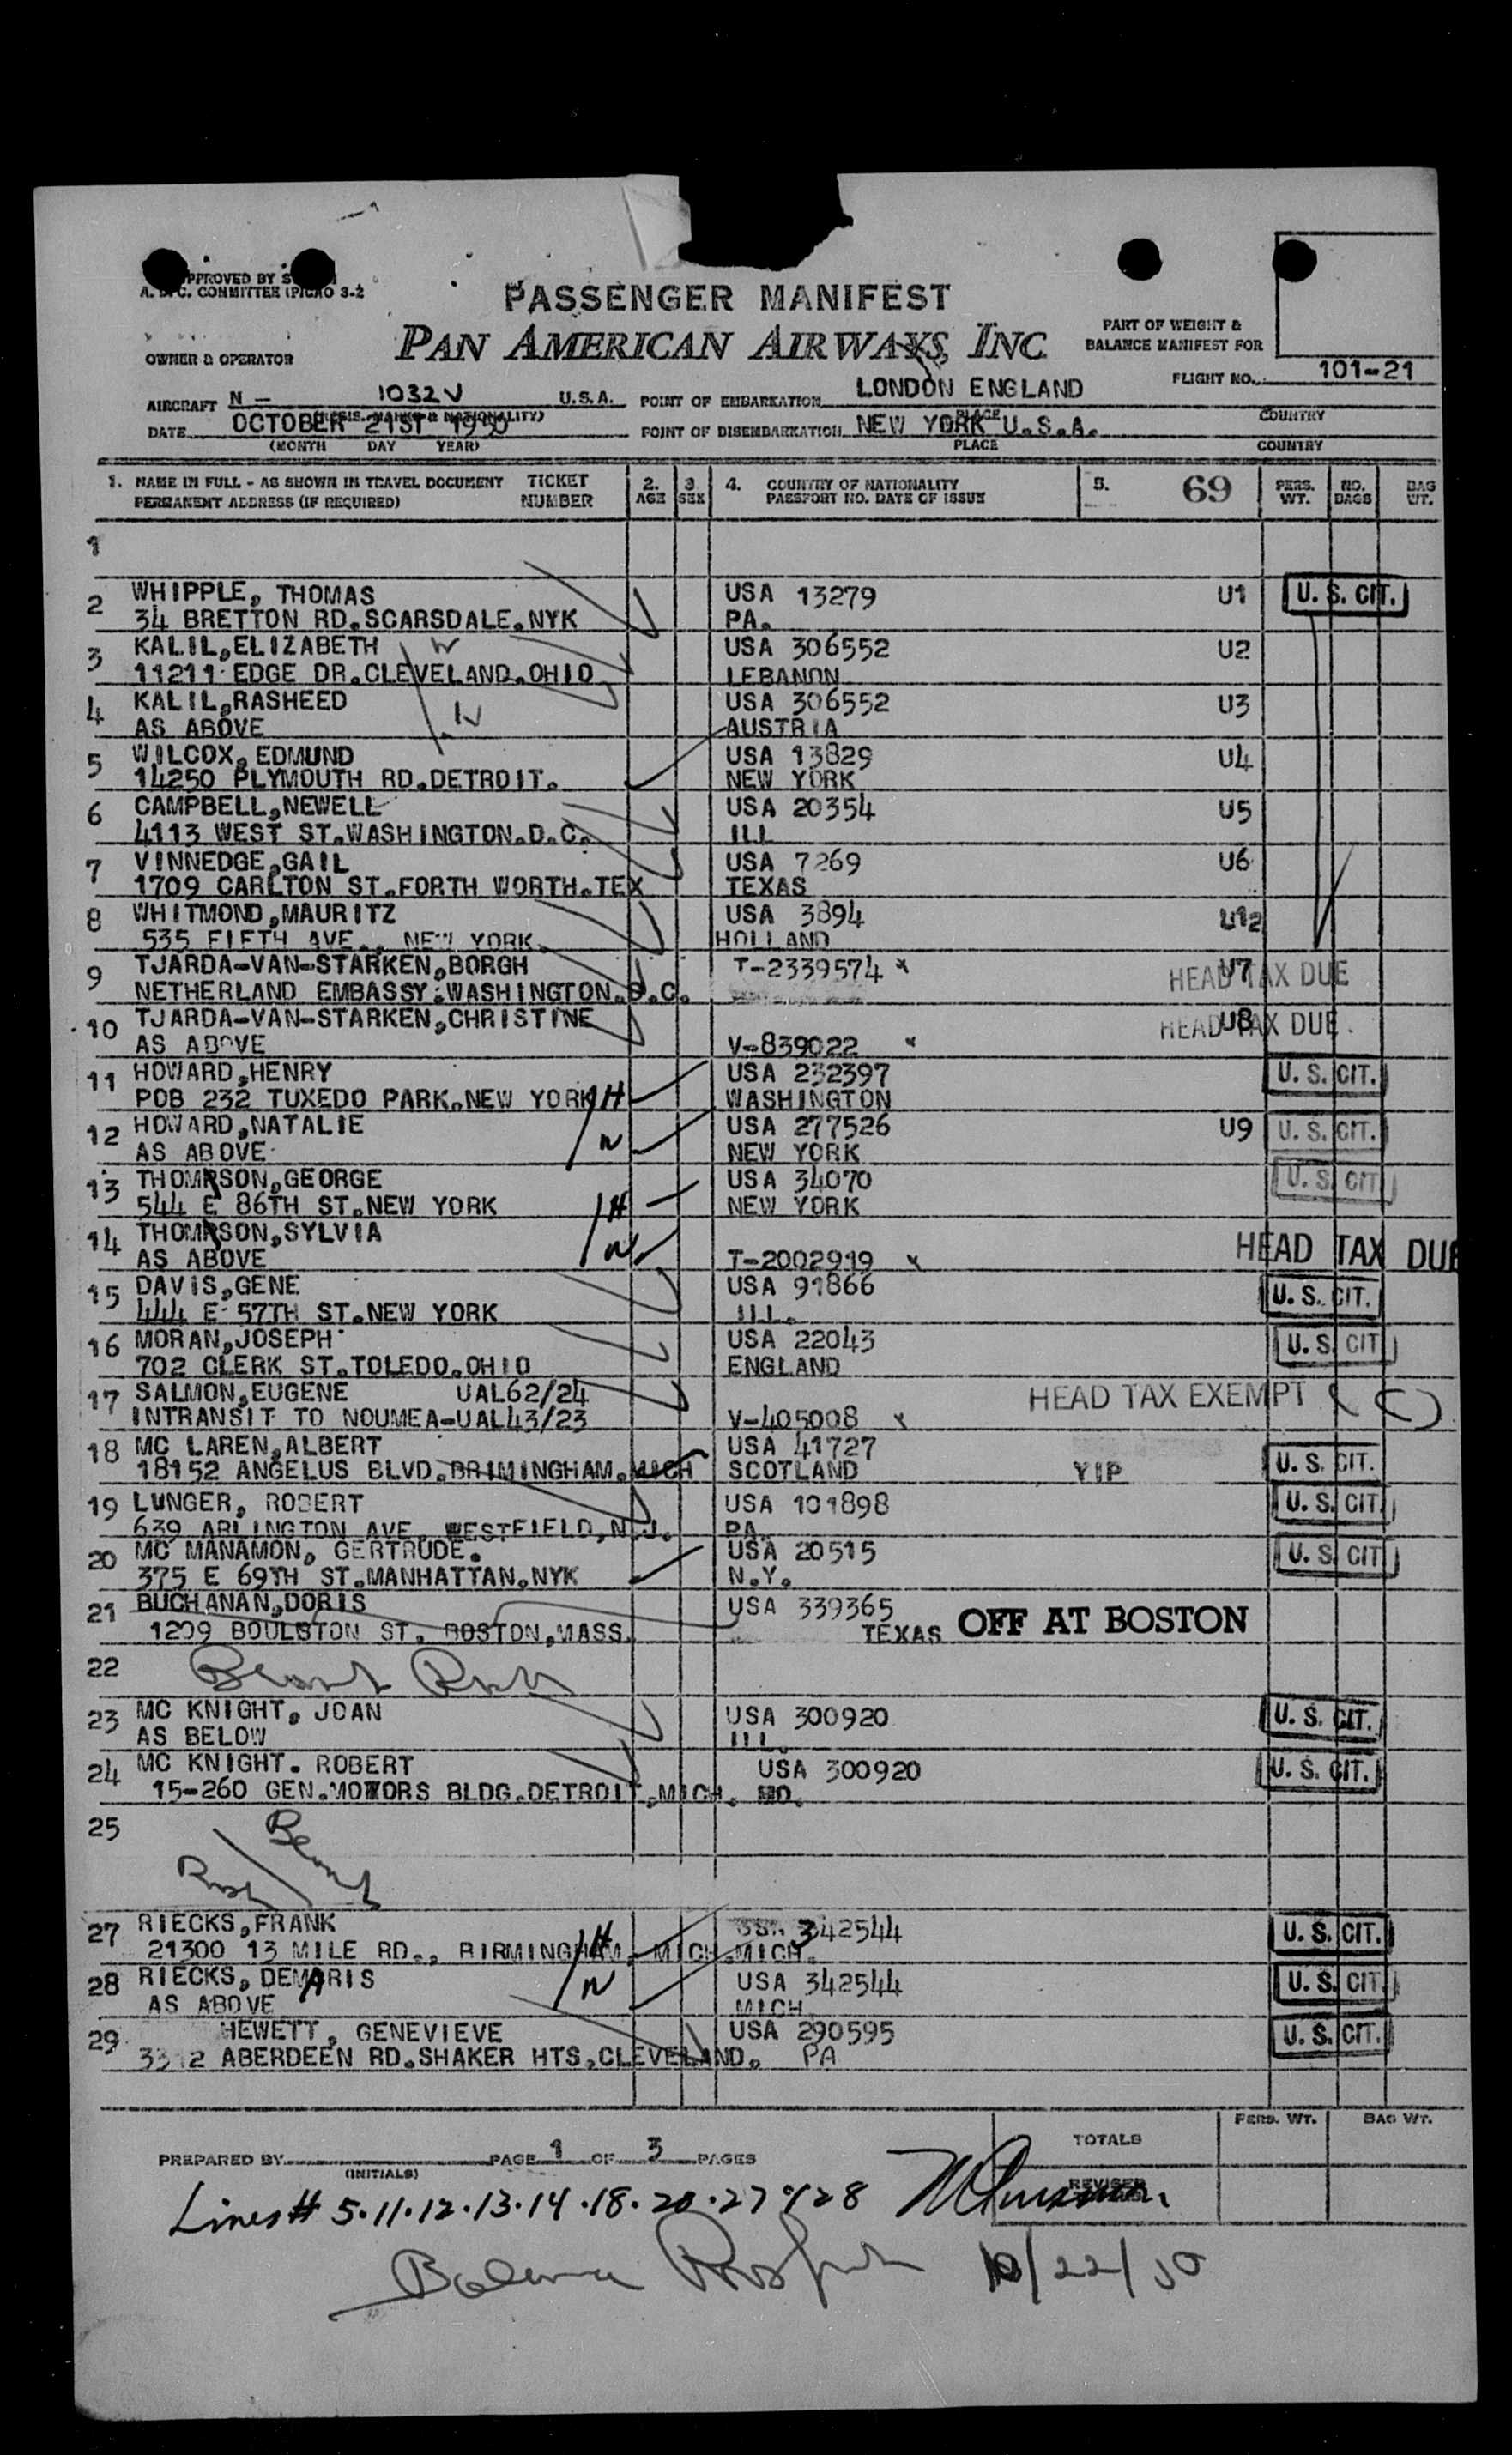 APPROVED BY S
A. D. C. COMMITTEE (PICAO 3-2
PASSENGER MANIFEST
PAN AMERICAN AIRWAYS, INC.
OWNER & OPERATOR
PART OF WEIGHT &
BALANCE MANIFEST FOR
FLIGHT NO. 101-21
AIRCRAFT N - 1032V U.S.A. POINT OF EMBARKATION LONDON ENGLAND
PLACE COUNTRY
DATE OCTOBER 21ST 1950 POINT OF DISEMBARKATION NEW YORK U.S.A.
(MONTH DAY YEAR) PLACE COUNTRY
1. NAME IN FULL - AS SHOWN IN TRAVEL DOCUMENT TICKET 2. 3 4. COUNTRY OF NATIONALITY 5. 69 PERS. NO. BAG
PERMANENT ADDRESS (IF REQUIRED) NUMBER AGE SEX PASSPORT NO. DATE OF ISSUE WT. BAGS WT.
1
2 WHIPPLE, THOMAS USA 13279 U1 U. S. CIT.
34 BRETTON RD.SCARSDALE.NYK PA.
3 KALIL,ELIZABETH W USA 306552 U2
11211 EDGE DR.CLEVELAND.OHIO LEBANON
4 KALIL,RASHEED USA 306552 U3
AS ABOVE AUSTRIA
5 WILCOX, EDMUND USA 13829 U4
14250 PLYMOUTH RD.DETROIT. NEW YORK
6 CAMPBELL,NEWELL USA 20354 U5
4113 WEST ST.WASHINGTON.D.C. ILL
7 VINNEDGE,GAIL USA 7269 U6
1709 CARLTON ST.FORTH WORTH.TEX TEXAS
8 WHITMOND,MAURITZ USA 3894 U12
535 FIFTH AVE., NEW YORK. HOLLAND
9 TJARDA-VAN-STARKEN,BORGH T-2339574 x U7 HEAD TAX DUE
NETHERLAND EMBASSY.WASHINGTON.D.C.
10 TJARDA-VAN-STARKEN,CHRISTINE U8 HEAD TAX DUE
AS ABOVE V-839022 x
11 HOWARD,HENRY USA 232397 U. S. CIT.
POB 232 TUXEDO PARK.NEW YORK H WASHINGTON
12 HOWARD,NATALIE USA 277526 U9 U. S. CIT.
AS ABOVE W NEW YORK
13 THOMSON,GEORGE USA 34070 U. S. CIT
544 E 86TH ST.NEW YORK H NEW YORK
14 THOMSON,SYLVIA HEAD TAX DUE
AS ABOVE W T-2002919 x
15 DAVIS,GENE USA 91866 U. S. CIT.
444 E 57TH ST.NEW YORK ILL.
16 MORAN,JOSEPH USA 22043 U. S. CIT
702 CLERK ST.TOLEDO.OHIO ENGLAND
17 SALMON,EUGENE UAL62/24 HEAD TAX EXEMPT ( C )
INTRANSIT TO NOUMEA-UAL43/23 V-405008 x
18 MC LAREN,ALBERT USA 41727 U. S. CIT.
18152 ANGELUS BLVD.BRIMINGHAM.MICH SCOTLAND YIP
19 LUNGER, ROBERT USA 101898 U. S. CIT.
639 ARLINGTON AVE, WESTFIELD,N.J. PA.
20 MC MANAMON, GERTRUDE. USA 20515 U. S. CIT
375 E 69TH ST.MANHATTAN.NYK N.Y.
21 BUCHANAN,DORIS USA 339365 OFF AT BOSTON
1209 BOULSTON ST. BOSTON,MASS. TEXAS
22
23 MC KNIGHT, JOAN USA 300920 U. S. CIT.
AS BELOW ILL.
24 MC KNIGHT. ROBERT USA 300920 U. S. CIT.
15-260 GEN.MOTORS BLDG.DETROIT,MICH. MO.
25
27 RIECKS,FRANK 342544 U. S. CIT.
21300 13 MILE RD., BIRMINGHAM, MICH. H MICH.
28 RIECKS, DEMARIS USA 342544 U. S. CIT
AS ABOVE W MICH
29 HEWETT, GENEVIEVE USA 290595 U. S. CIT.
3312 ABERDEEN RD.SHAKER HTS.CLEVELAND. PA
PERS. WT. BAG WT.
TOTALS
PREPARED BY PAGE 1 OF 3 PAGES
(INITIALS)
REVISED
Lines # 5.11.12.13.14.18.20.27 & 28
10/22/50